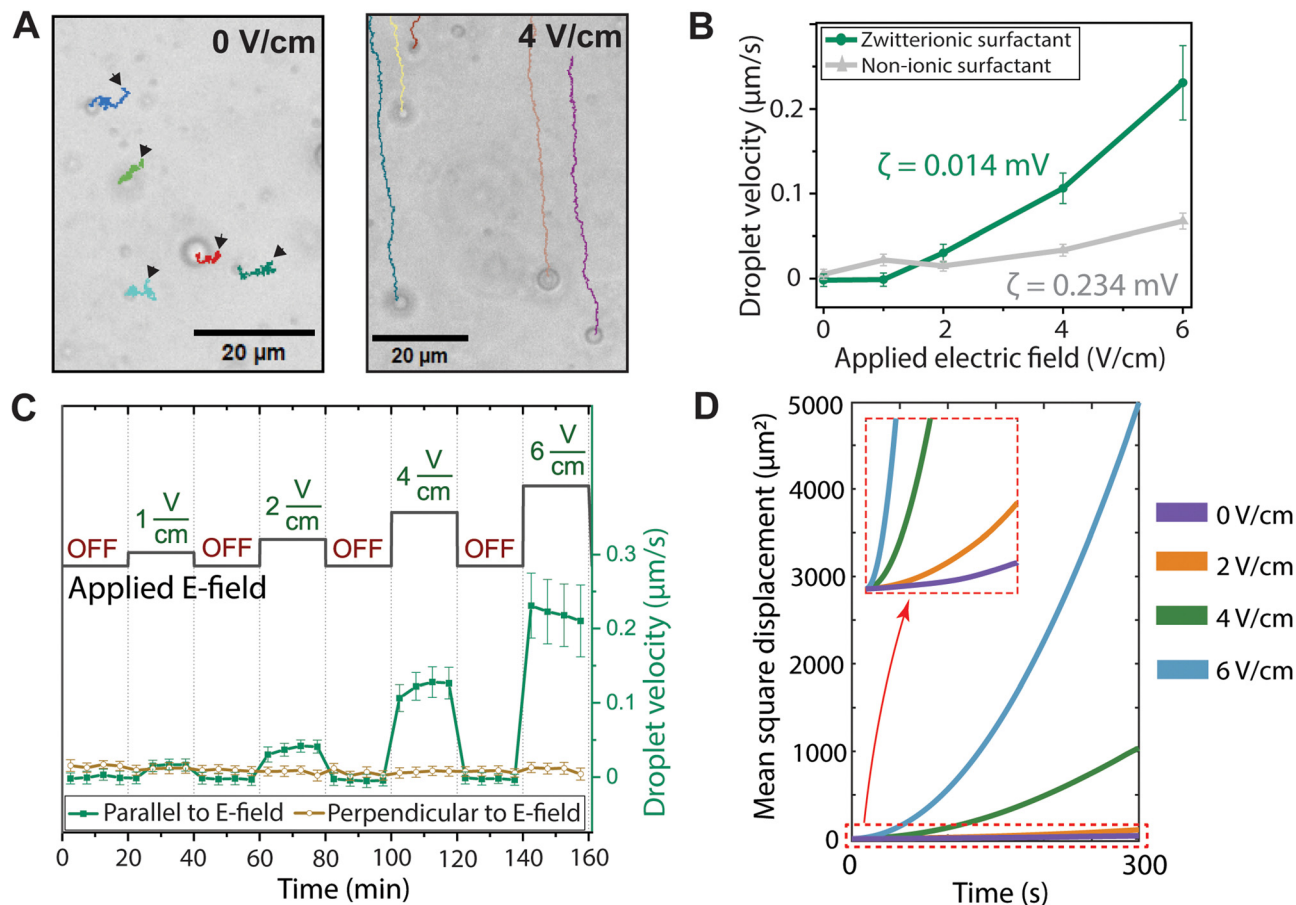 A
0 V/cm
20 µm
4 V/cm
20 µm
B
Droplet velocity (µm/s)
0.2
0.1
0
Zwitterionic surfactant
Non-ionic surfactant
ζ = 0.014 mV
ζ = 0.234 mV
0 2 4 6
Applied electric field (V/cm)
C
OFF
1 V/cm
OFF
2 V/cm
OFF
4 V/cm
OFF
6 V/cm
Applied E-field
0.3
0.2
0.1
0
Droplet velocity (µm/s)
Parallel to E-field
Perpendicular to E-field
0 20 40 60 80 100 120 140 160
Time (min)
D
Mean square displacement (µm²)
5000
4000
3000
2000
1000
0
0 300
Time (s)
0 V/cm
2 V/cm
4 V/cm
6 V/cm